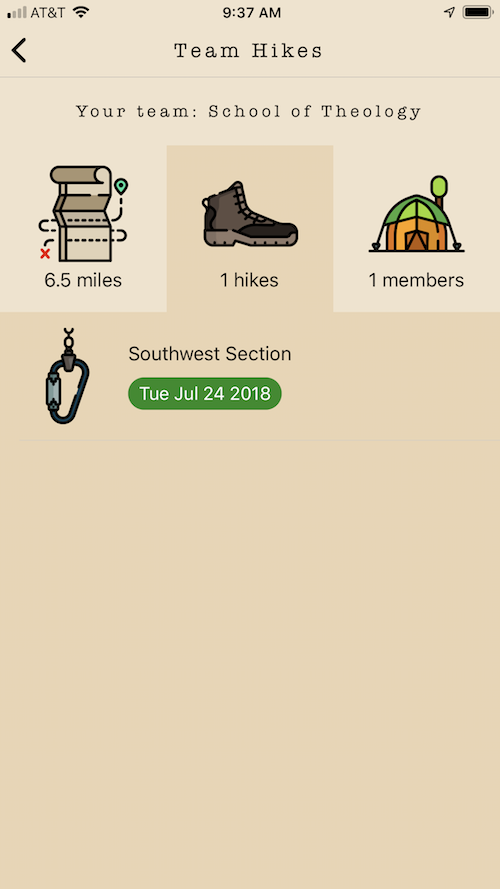 AT&T 9:37 AM
Team Hikes
Your team: School of Theology
6.5 miles 1 hikes 1 members
Southwest Section
Tue Jul 24 2018